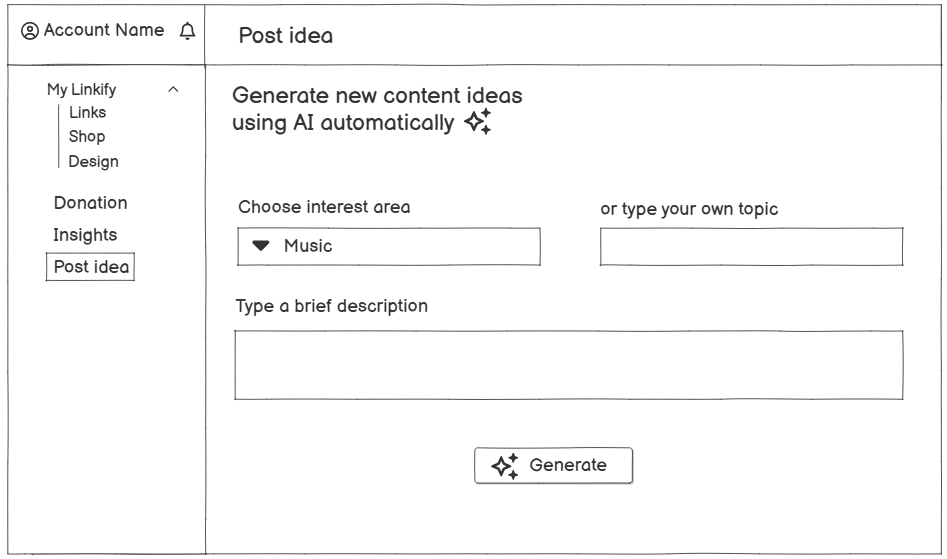 Account Name
Post idea
My Linkify
Links
Shop
Design
Donation
Insights
Post idea
Generate new content ideas
using AI automatically
Choose interest area
or type your own topic
Music
Type a brief description
Generate